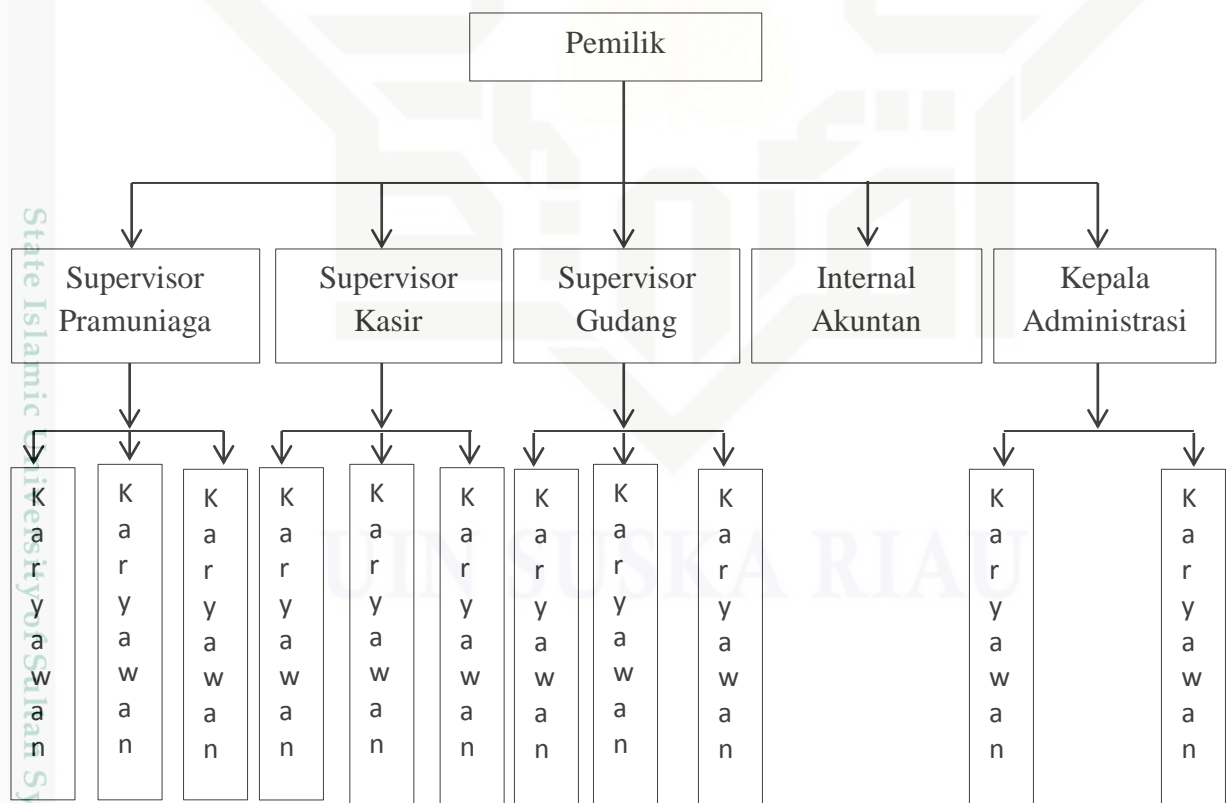 Pemilik
Supervisor
Pramuniaga
Supervisor
Kasir
Supervisor
Gudang
Internal
Akuntan
Kepala
Administrasi
Karyawan
Karyawan
Karyawan
Karyawan
Karyawan
Karyawan
Karyawan
Karyawan
Karyawan
Karyawan
Karyawan
UIN SUSKA RIAU
State Islamic University of Sultan Sy